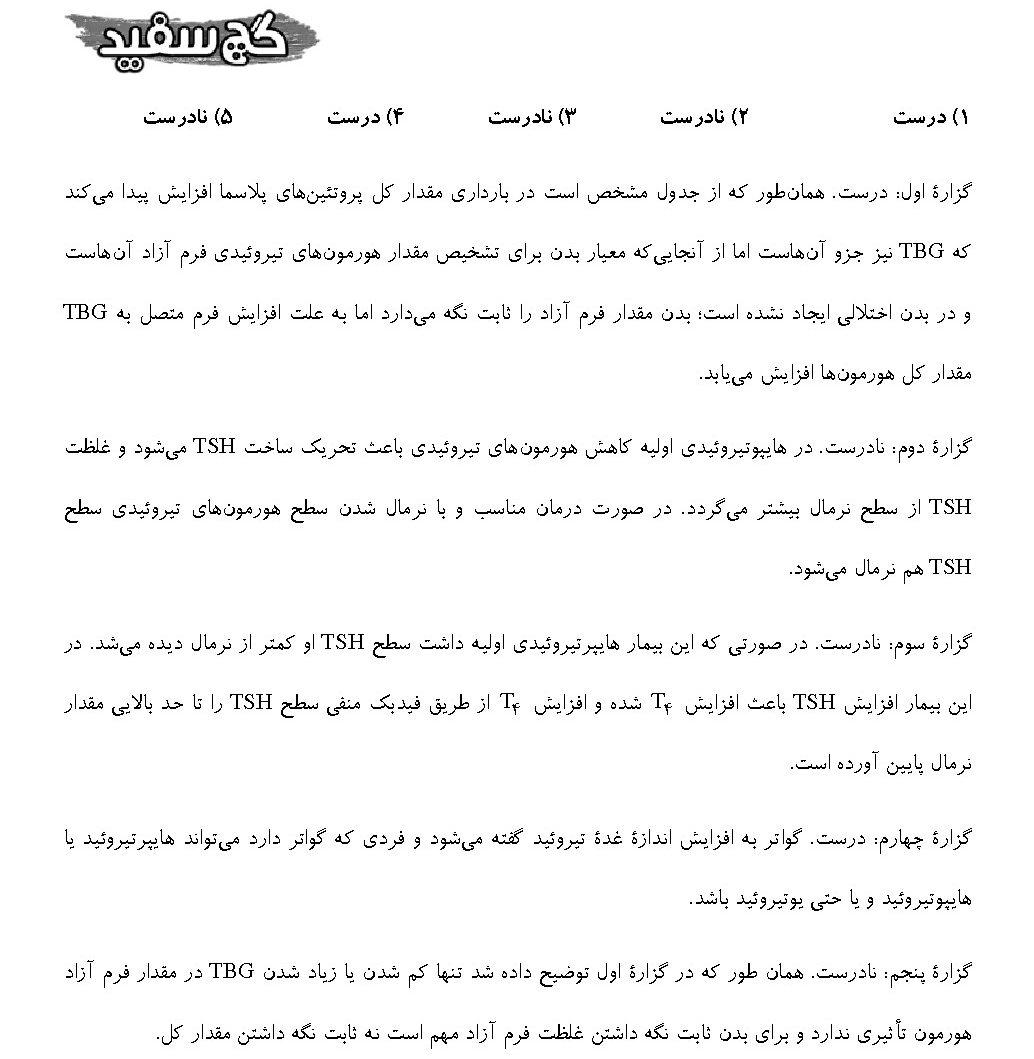 گچ سفید
۱) درست ۲) نادرست ۳) نادرست ۴) درست ۵) نادرست
گزارهٔ اول: درست. همان‌طور که از جدول مشخص است در بارداری مقدار کل پروتئین‌های پلاسما افزایش پیدا می‌کند
که TBG نیز جزو آن‌هاست اما از آنجایی‌که معیار بدن برای تشخیص مقدار هورمون‌های تیروئیدی فرم آزاد آن‌هاست
و در بدن اختلالی ایجاد نشده است؛ بدن مقدار فرم آزاد را ثابت نگه می‌دارد اما به علت افزایش فرم متصل به TBG
مقدار کل هورمون‌ها افزایش می‌یابد.
گزارهٔ دوم: نادرست. در هایپوتیروئیدی اولیه کاهش هورمون‌های تیروئیدی باعث تحریک ساخت TSH می‌شود و غلظت
TSH از سطح نرمال بیشتر می‌گردد. در صورت درمان مناسب و با نرمال شدن سطح هورمون‌های تیروئیدی سطح
TSH هم نرمال می‌شود.
گزارهٔ سوم: نادرست. در صورتی که این بیمار هایپرتیروئیدی اولیه داشت سطح TSH او کمتر از نرمال دیده می‌شد. در
این بیمار افزایش TSH باعث افزایش T۴ شده و افزایش T۴ از طریق فیدبک منفی سطح TSH را تا حد بالایی مقدار
نرمال پایین آورده است.
گزارهٔ چهارم: درست. گواتر به افزایش اندازهٔ غدهٔ تیروئید گفته می‌شود و فردی که گواتر دارد می‌تواند هایپرتیروئید یا
هایپوتیروئید و یا حتی یوتیروئید باشد.
گزارهٔ پنجم: نادرست. همان طور که در گزارهٔ اول توضیح داده شد تنها کم شدن یا زیاد شدن TBG در مقدار فرم آزاد
هورمون تأثیری ندارد و برای بدن ثابت نگه داشتن غلظت فرم آزاد مهم است نه ثابت نگه داشتن مقدار کل.